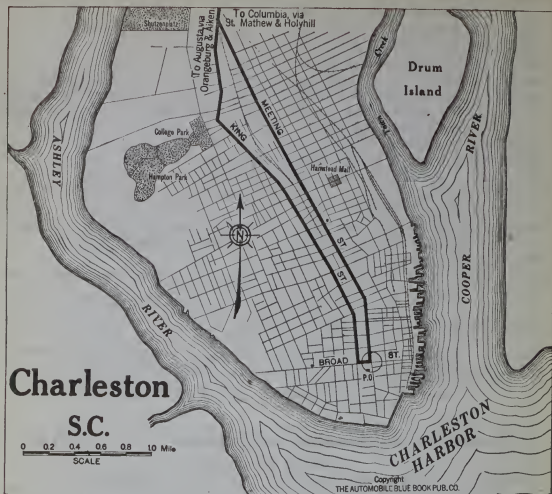 Shutzenplatz
To Augusta, via
Orangeburg & Aiken
To Columbia, via
St. Mathew & Holyhill
Creek
Town
Drum
Island
RIVER
COOPER
ASHLEY
RIVER
College Park
Hampton Park
KING
ST.
MEETING
ST.
Hamstead Mall
N
BROAD
ST.
P.O
Charleston
S.C.
0 0.2 0.4 0.6 0.8 1.0 Mile
SCALE
CHARLESTON
HARBOR
Copyright
THE AUTOMOBILE BLUE BOOK PUB. CO.